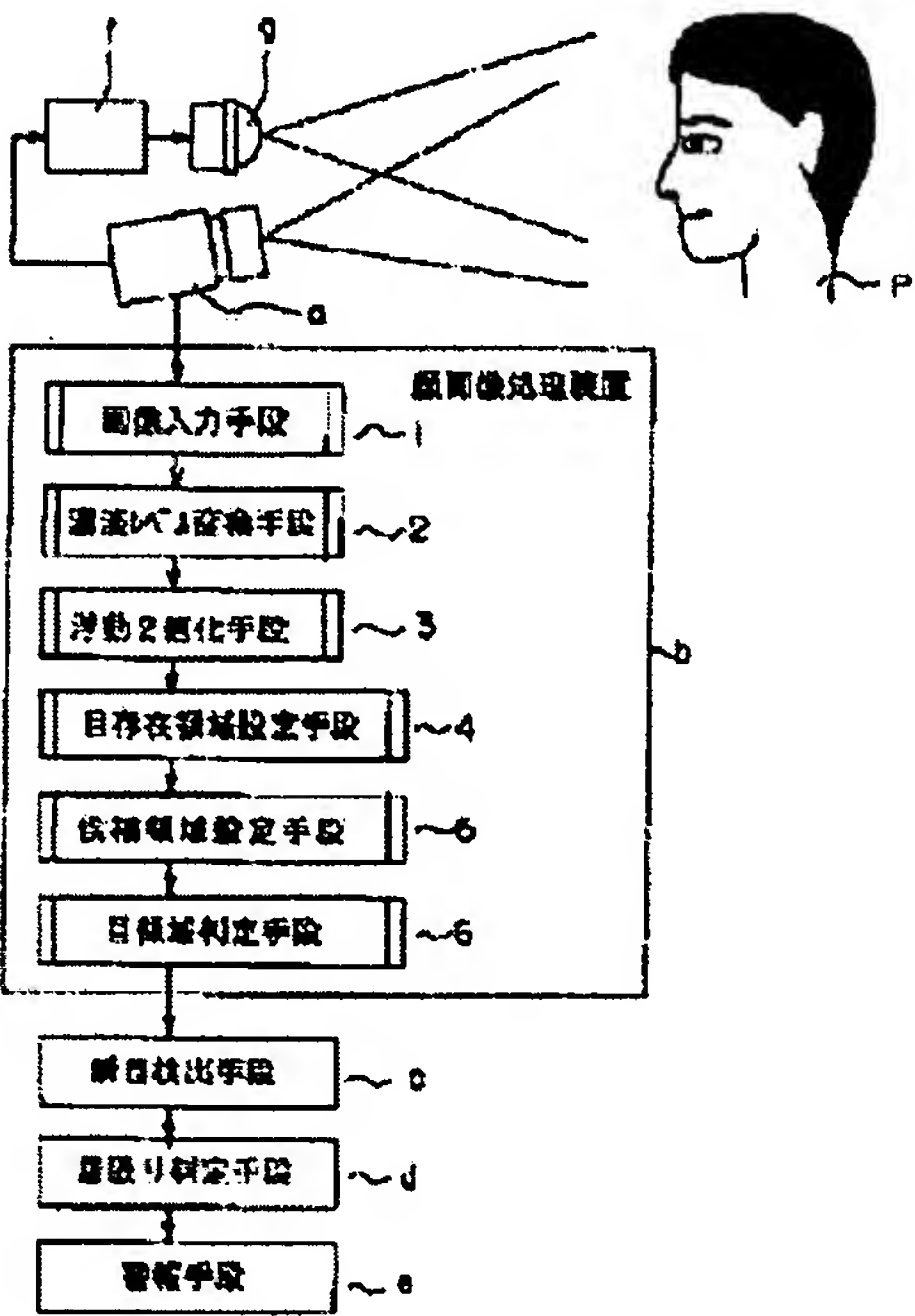 f
g
a
P
顔画像処理装置
画像入力手段
1
濃淡レベル変換手段
2
浮動2値化手段
3
b
目存在領域設定手段
4
候補領域設定手段
5
目領域判定手段
6
瞬目検出手段
c
居眠り判定手段
d
警報手段
e